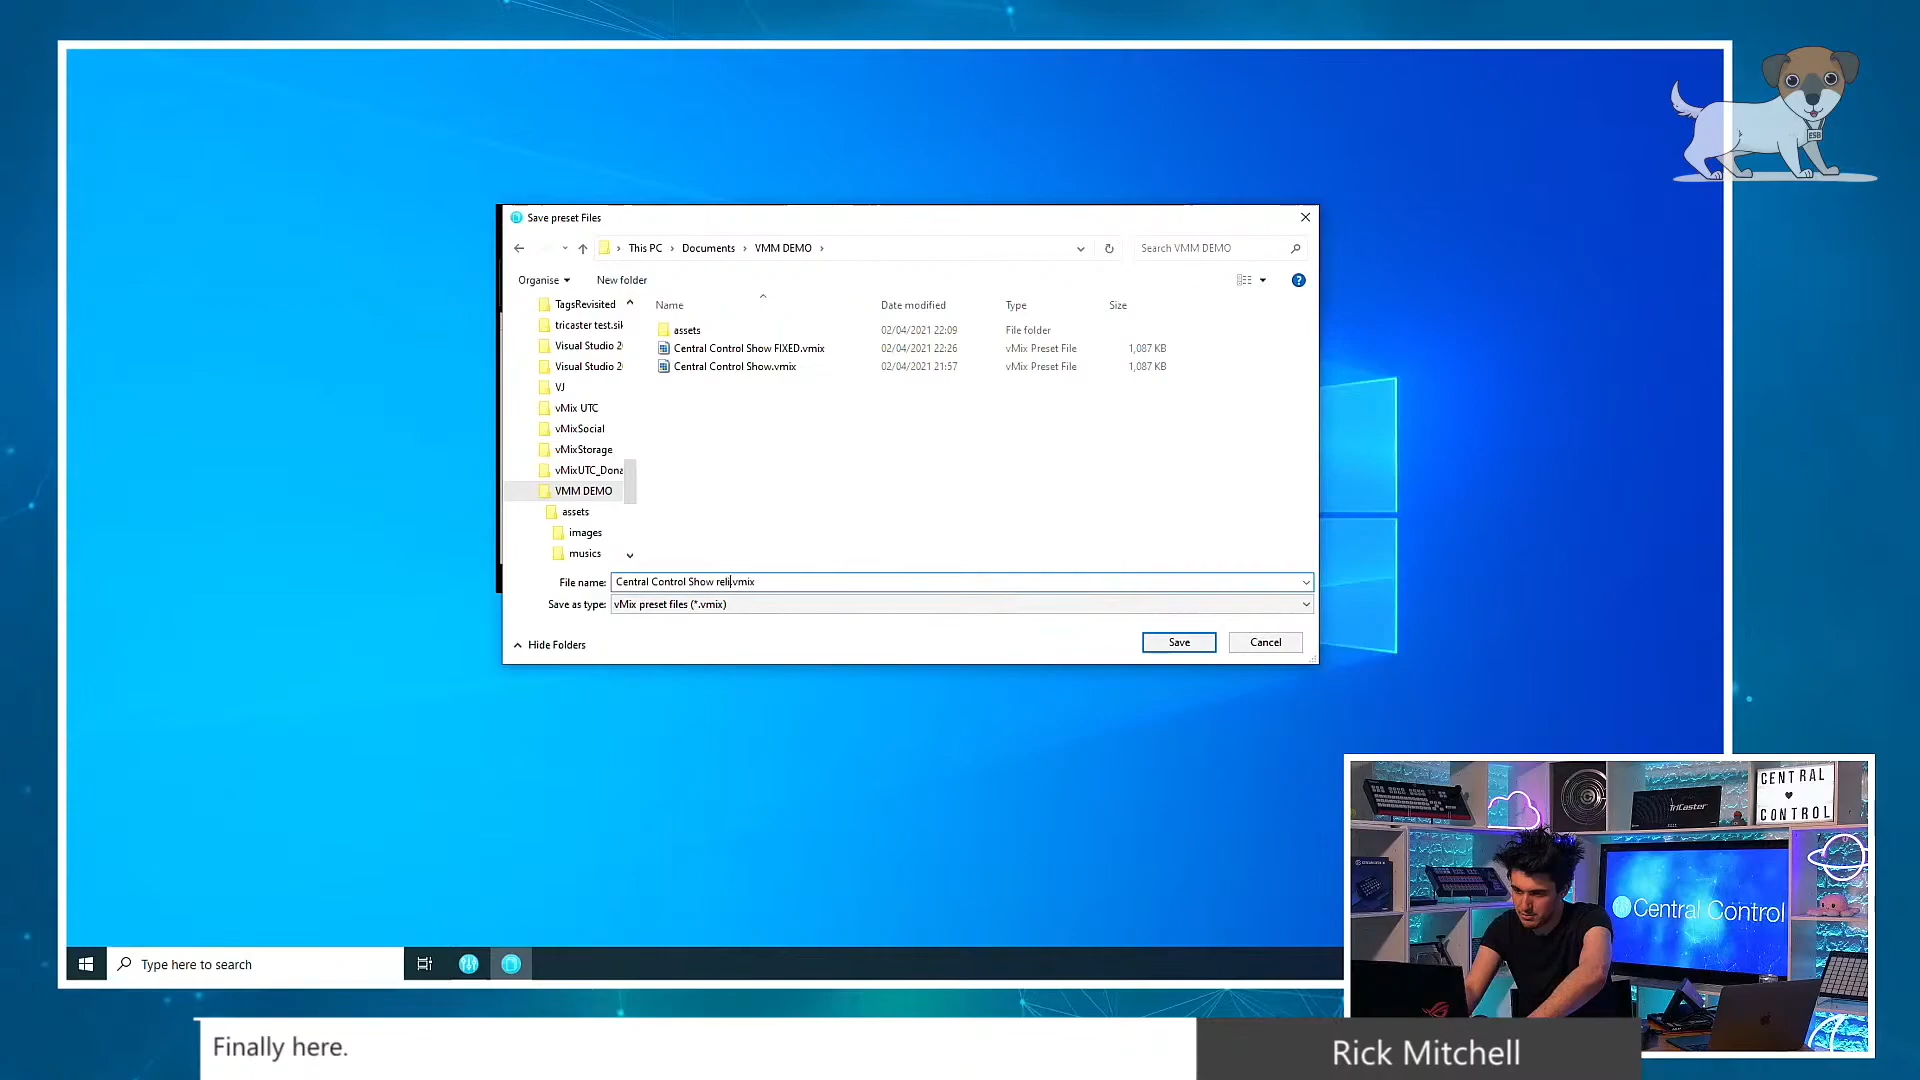 ESB
Save preset Files
This PC
Documents
VMM DEMO
Search VMM DEMO
Organise
New folder
Name
Date modified
Type
Size
TagsRevisited
tricaster test.sik
Visual Studio 2
Visual Studio 2
VJ
vMix UTC
vMixSocial
vMixStorage
vMixUTC_Dona
VMM DEMO
assets
images
musics
assets 02/04/2021 22:09 File folder
Central Control Show FIXED.vmix 02/04/2021 22:26 vMix Preset File 1,087 KB
Central Control Show.vmix 02/04/2021 21:57 vMix Preset File 1,087 KB
File name: Central Control Show reli.vmix
Save as type: vMix preset files (*.vmix)
Hide Folders
Save
Cancel
CENTRAL
CONTROL
TriCaster
Central Control
Type here to search
Finally here.
Rick Mitchell